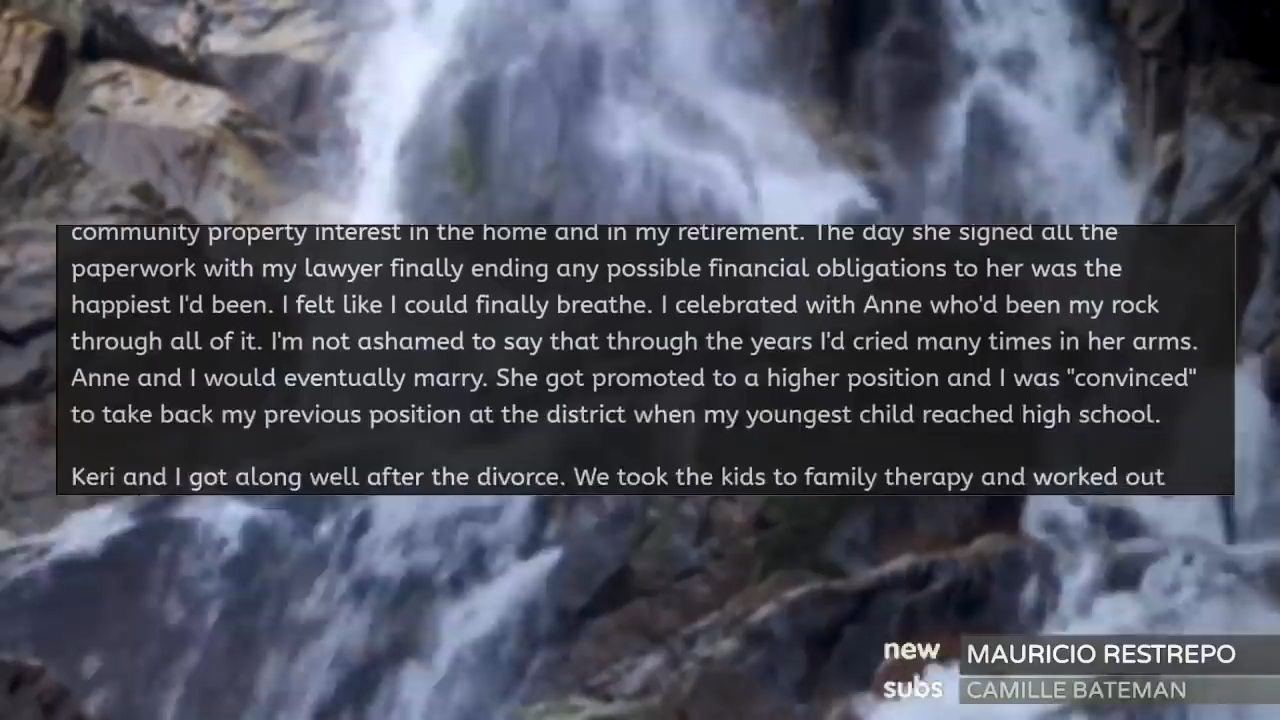 community property interest in the home and in my retirement. The day she signed all the
paperwork with my lawyer finally ending any possible financial obligations to her was the
happiest I'd been. I felt like I could finally breathe. I celebrated with Anne who'd been my rock
through all of it. I'm not ashamed to say that through the years I'd cried many times in her arms.
Anne and I would eventually marry. She got promoted to a higher position and I was "convinced"
to take back my previous position at the district when my youngest child reached high school.
Keri and I got along well after the divorce. We took the kids to family therapy and worked out
new MAURICIO RESTREPO
subs CAMILLE BATEMAN